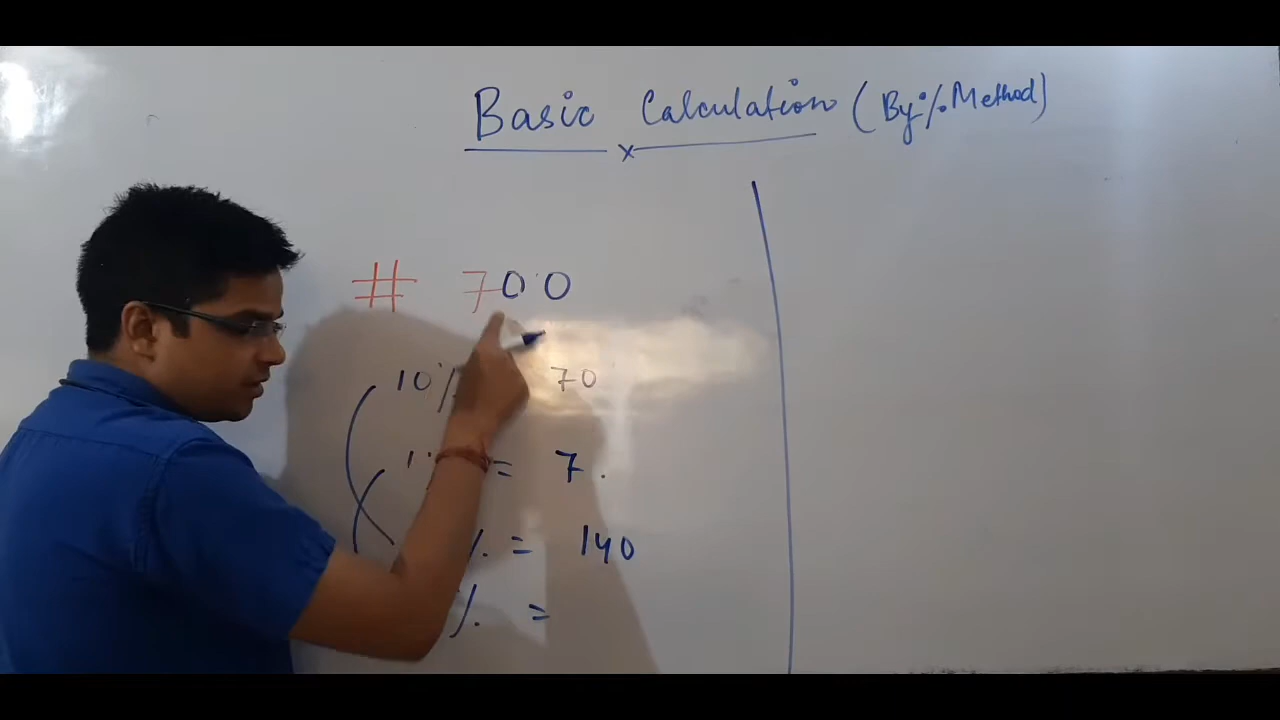 Basic Calculation (By % Method)
# 700
10% 70
1 = 7.
% = 140
% =